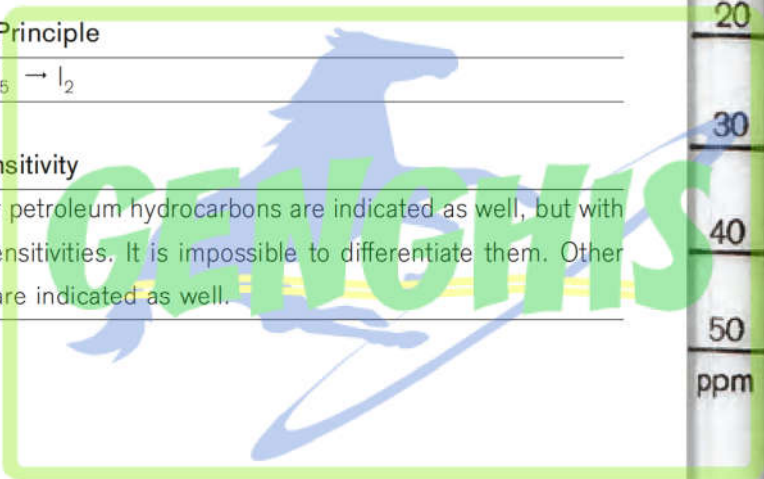 Principle
5 → I2
nsitivity
petroleum hydrocarbons are indicated as well, but with
ensitivities. It is impossible to differentiate them. Other
are indicated as well.
GENGHIS
20
30
40
50
ppm